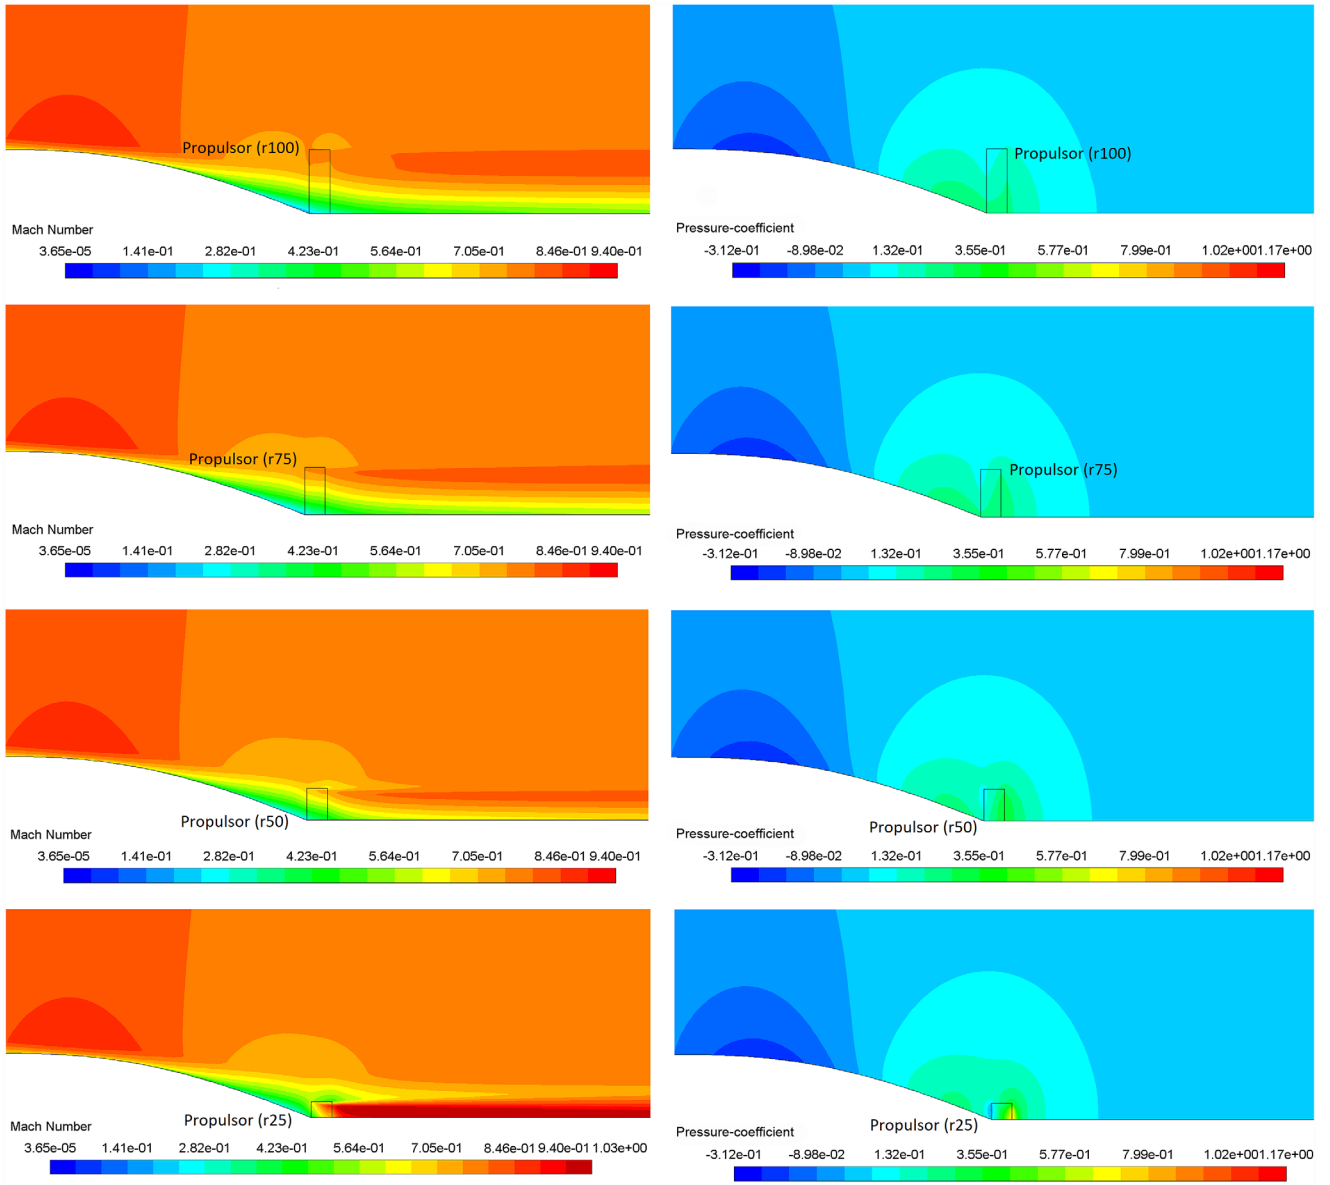 Propulsor (r100)
Propulsor (r100)
Mach Number
3.65e-05 1.41e-01 2.82e-01 4.23e-01 5.64e-01 7.05e-01 8.46e-01 9.40e-01
Pressure-coefficient
-3.12e-01 -8.98e-02 1.32e-01 3.55e-01 5.77e-01 7.99e-01 1.02e+001.17e+00
Propulsor (r75)
Propulsor (r75)
Mach Number
3.65e-05 1.41e-01 2.82e-01 4.23e-01 5.64e-01 7.05e-01 8.46e-01 9.40e-01
Pressure-coefficient
-3.12e-01 -8.98e-02 1.32e-01 3.55e-01 5.77e-01 7.99e-01 1.02e+001.17e+00
Propulsor (r50)
Propulsor (r50)
Mach Number
3.65e-05 1.41e-01 2.82e-01 4.23e-01 5.64e-01 7.05e-01 8.46e-01 9.40e-01
Pressure-coefficient
-3.12e-01 -8.98e-02 1.32e-01 3.55e-01 5.77e-01 7.99e-01 1.02e+001.17e+00
Propulsor (r25)
Propulsor (r25)
Mach Number
3.65e-05 1.41e-01 2.82e-01 4.23e-01 5.64e-01 7.05e-01 8.46e-01 9.40e-01 1.03e+00
Pressure-coefficient
-3.12e-01 -8.98e-02 1.32e-01 3.55e-01 5.77e-01 7.99e-01 1.02e+001.17e+00